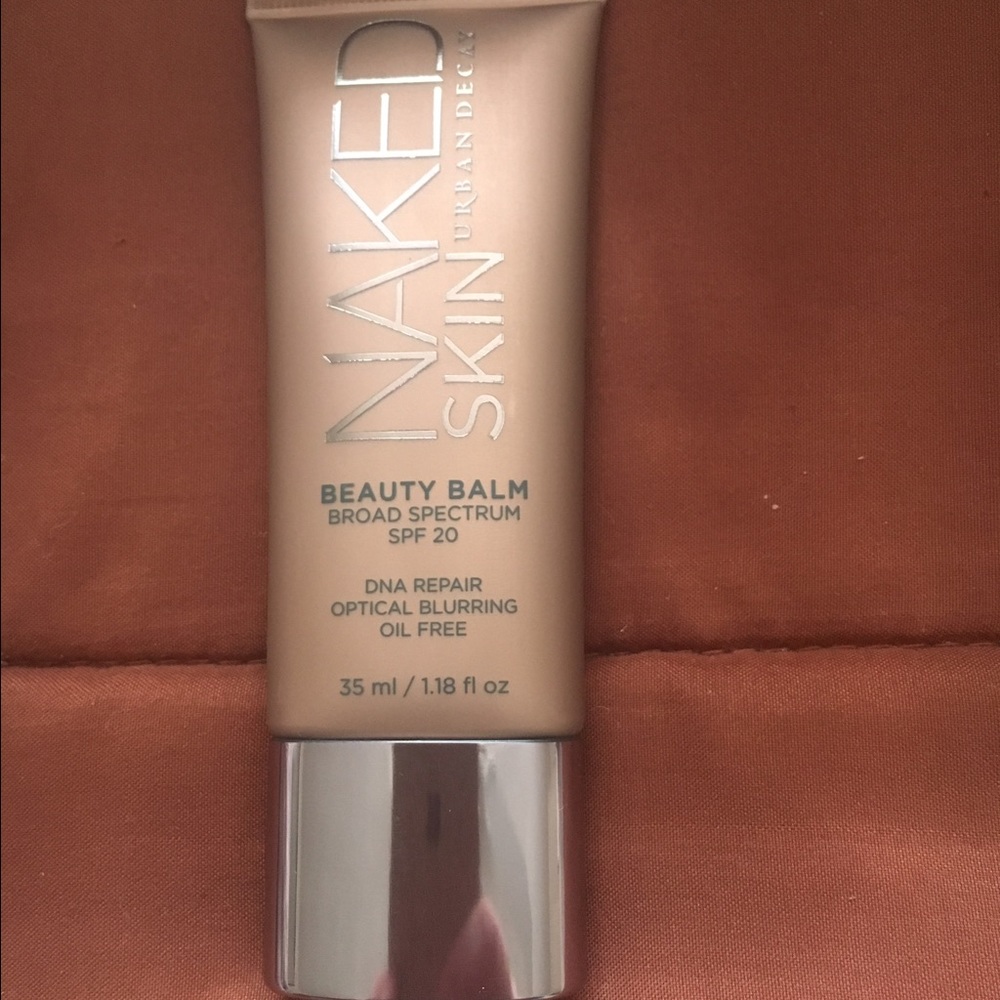 NAKED
SKIN URBAN DECAY
BEAUTY BALM
BROAD SPECTRUM
SPF 20
DNA REPAIR
OPTICAL BLURRING
OIL FREE
35 ml / 1.18 fl oz